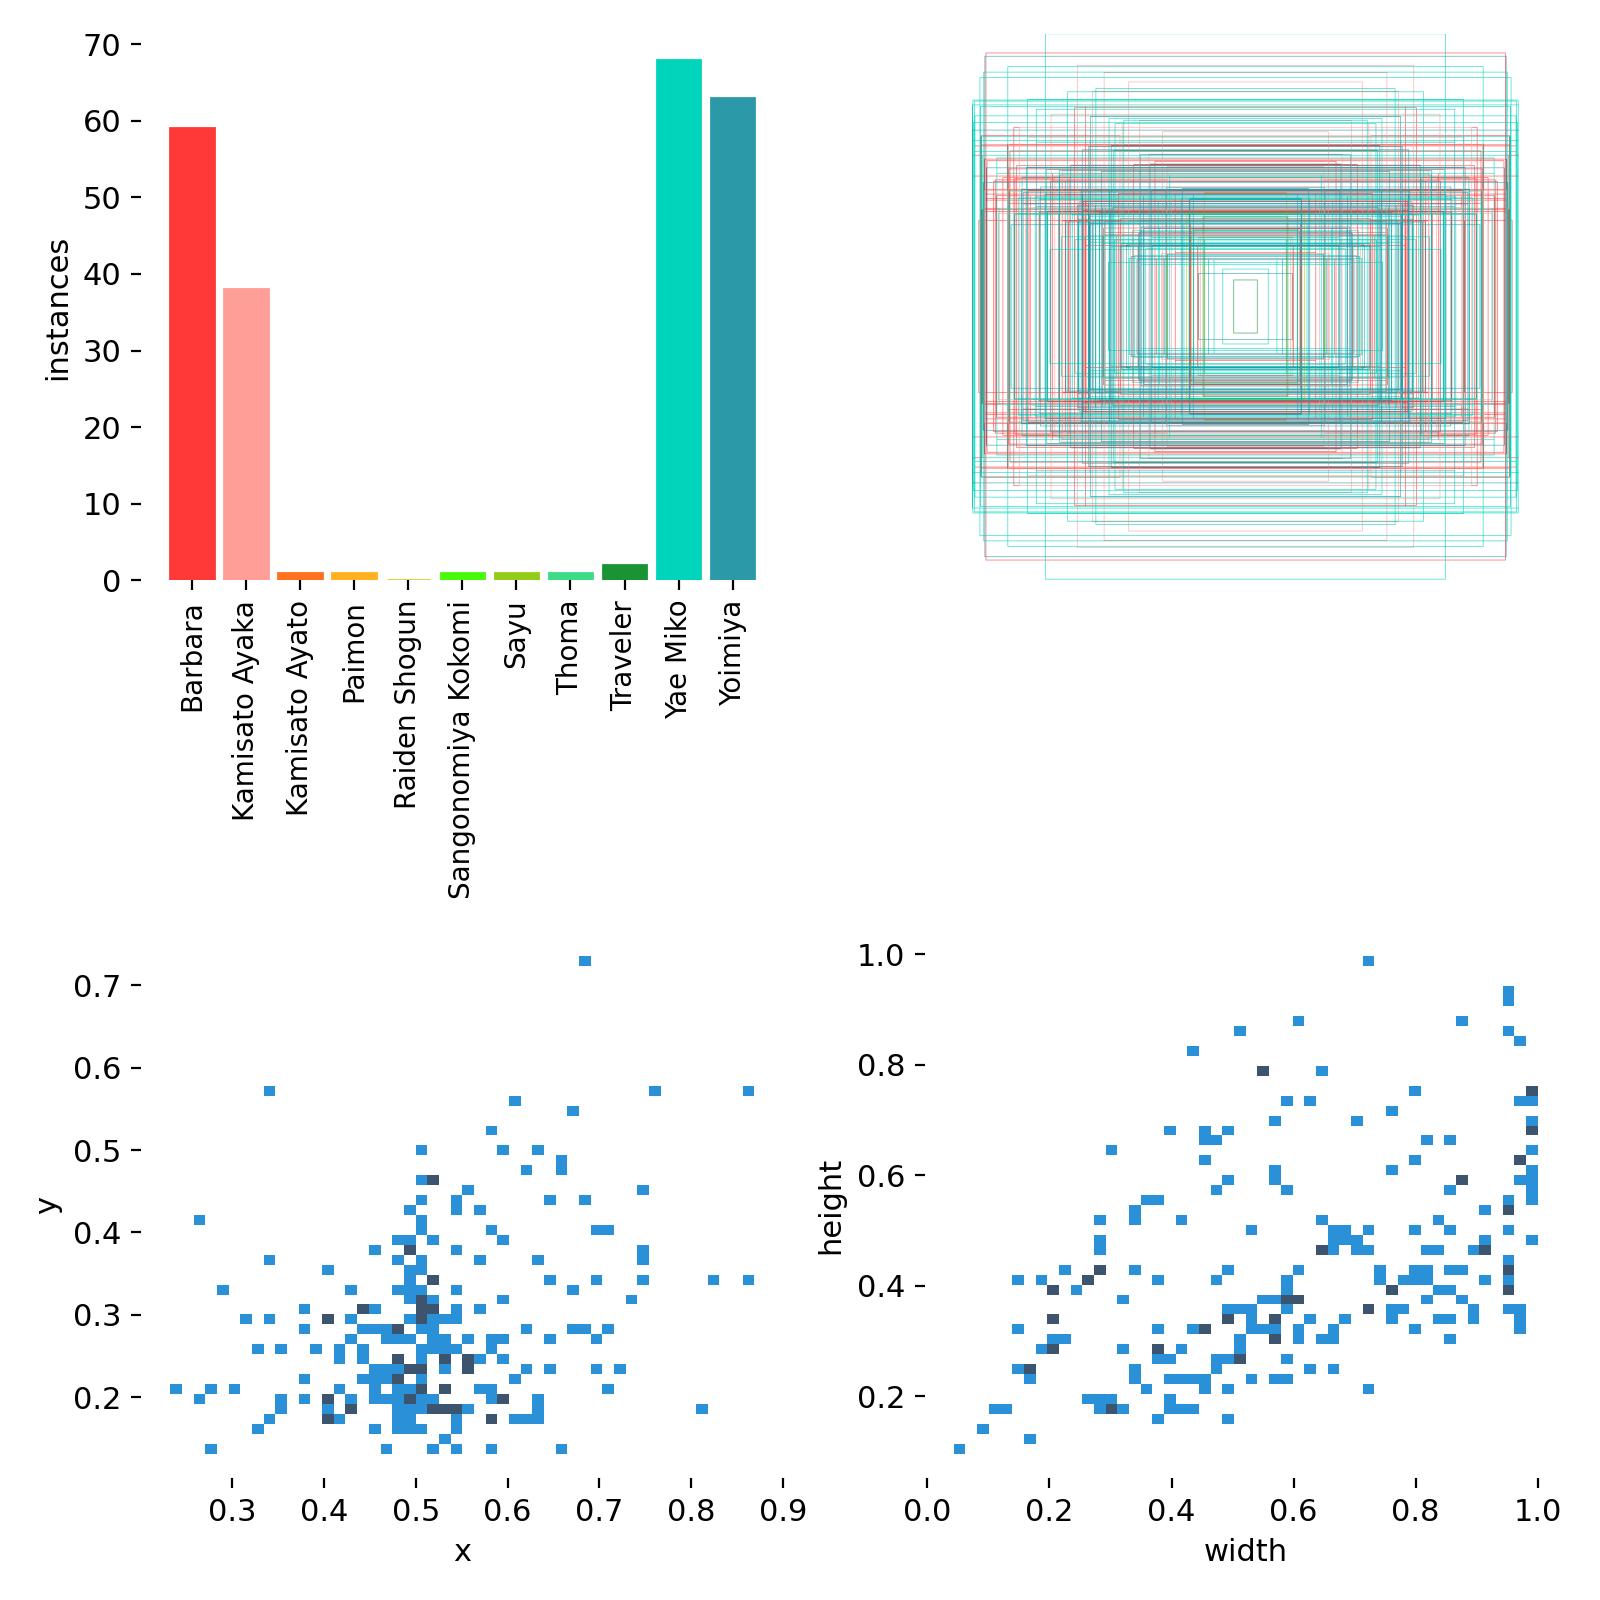 70
60
50
40
30
20
10
0
instances
Barbara
Kamisato Ayaka
Kamisato Ayato
Paimon
Raiden Shogun
Sangonomiya Kokomi
Sayu
Thoma
Traveler
Yae Miko
Yoimiya
0.7
0.6
0.5
0.4
0.3
0.2
y
0.3 0.4 0.5 0.6 0.7 0.8 0.9
x
1.0
0.8
0.6
0.4
0.2
height
0.0 0.2 0.4 0.6 0.8 1.0
width